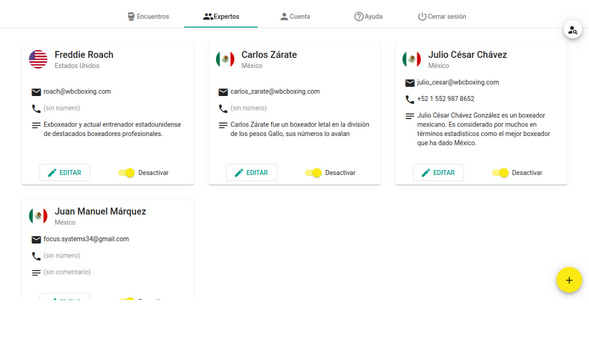 Encuentros
Expertos
Cuenta
Ayuda
Cerrar sesión
Freddie Roach
Estados Unidos
roach@wbcboxing.com
(sin número)
Exboxeador y actual entrenador estadounidense
de destacados boxeadores profesionales.
EDITAR
Desactivar
Carlos Zárate
México
carlos_zarate@wbcboxing.com
(sin número)
Carlos Zárate fue un boxeador letal en la división
de los pesos Gallo, sus números lo avalan
EDITAR
Desactivar
Julio César Chávez
México
julio_cesar@wbcboxing.com
+52 1 552 987 8652
Julio César Chávez González es un boxeador
mexicano. Es considerado por muchos en
términos estadísticos como el mejor boxeador
que ha dado México.
EDITAR
Desactivar
Juan Manuel Márquez
México
focus.systems34@gmail.com
(sin número)
(sin comentario)